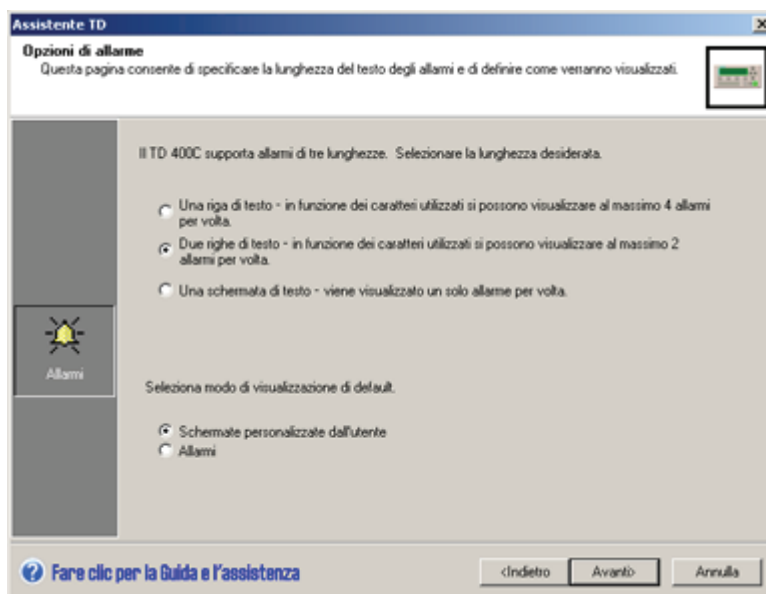 Assistente TD
Opzioni di allarme
Questa pagina consente di specificare la lunghezza del testo degli allarmi e di definire come verranno visualizzati.
Il TD 400C supporta allarmi di tre lunghezze. Selezionare la lunghezza desiderata.
Una riga di testo - in funzione dei caratteri utilizzati si possono visualizzare al massimo 4 allarmi
per volta.
Due righe di testo - in funzione dei caratteri utilizzati si possono visualizzare al massimo 2
allarmi per volta.
Una schermata di testo - viene visualizzato un solo allarme per volta.
Allarmi
Seleziona modo di visualizzazione di default.
Schermate personalizzate dall'utente
Allarmi
Fare clic per la Guida e l'assistenza
<Indietro
Avanti>
Annulla